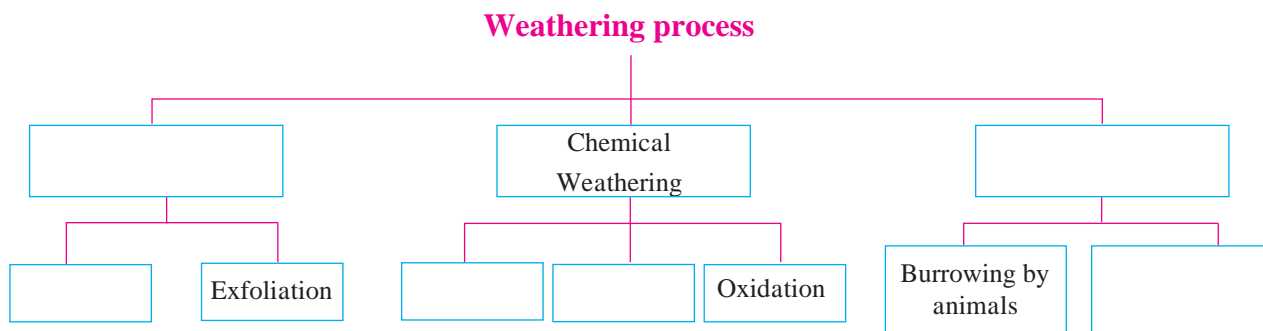 Weathering process
Chemical
Weathering
Exfoliation
Oxidation
Burrowing by
animals